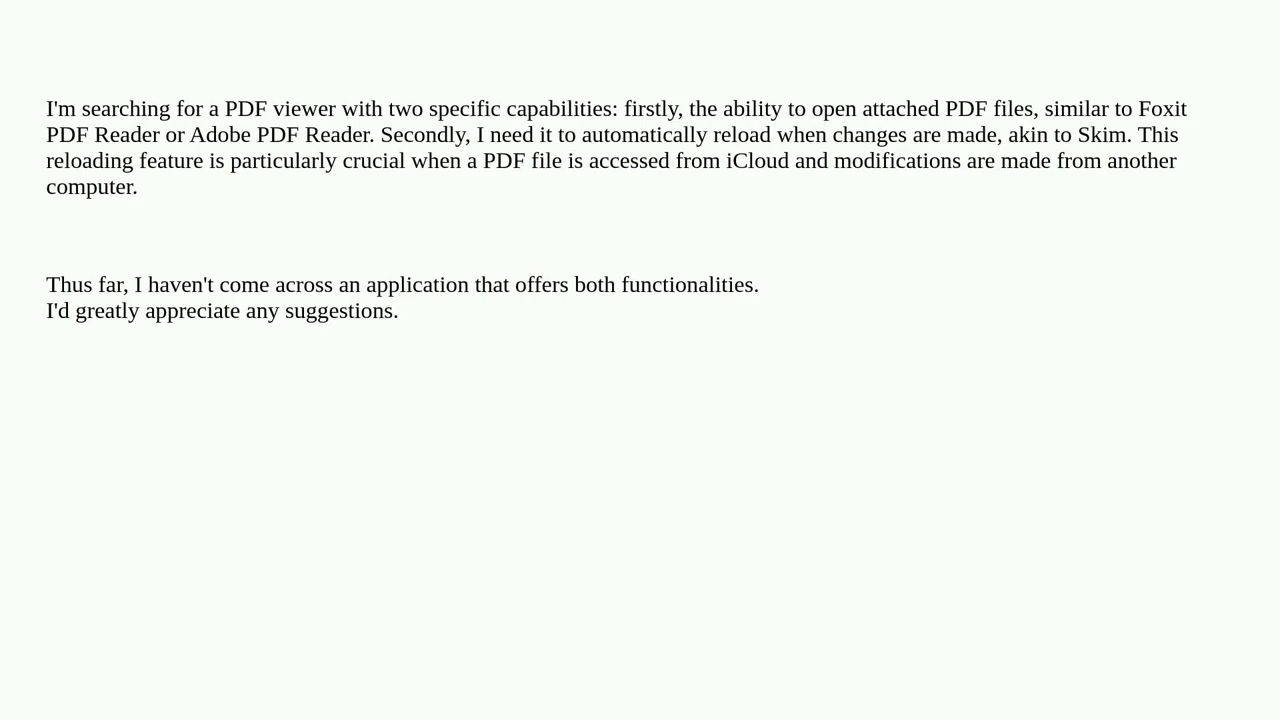 I'm searching for a PDF viewer with two specific capabilities: firstly, the ability to open attached PDF files, similar to Foxit
PDF Reader or Adobe PDF Reader. Secondly, I need it to automatically reload when changes are made, akin to Skim. This
reloading feature is particularly crucial when a PDF file is accessed from iCloud and modifications are made from another
computer.
Thus far, I haven't come across an application that offers both functionalities.
I'd greatly appreciate any suggestions.